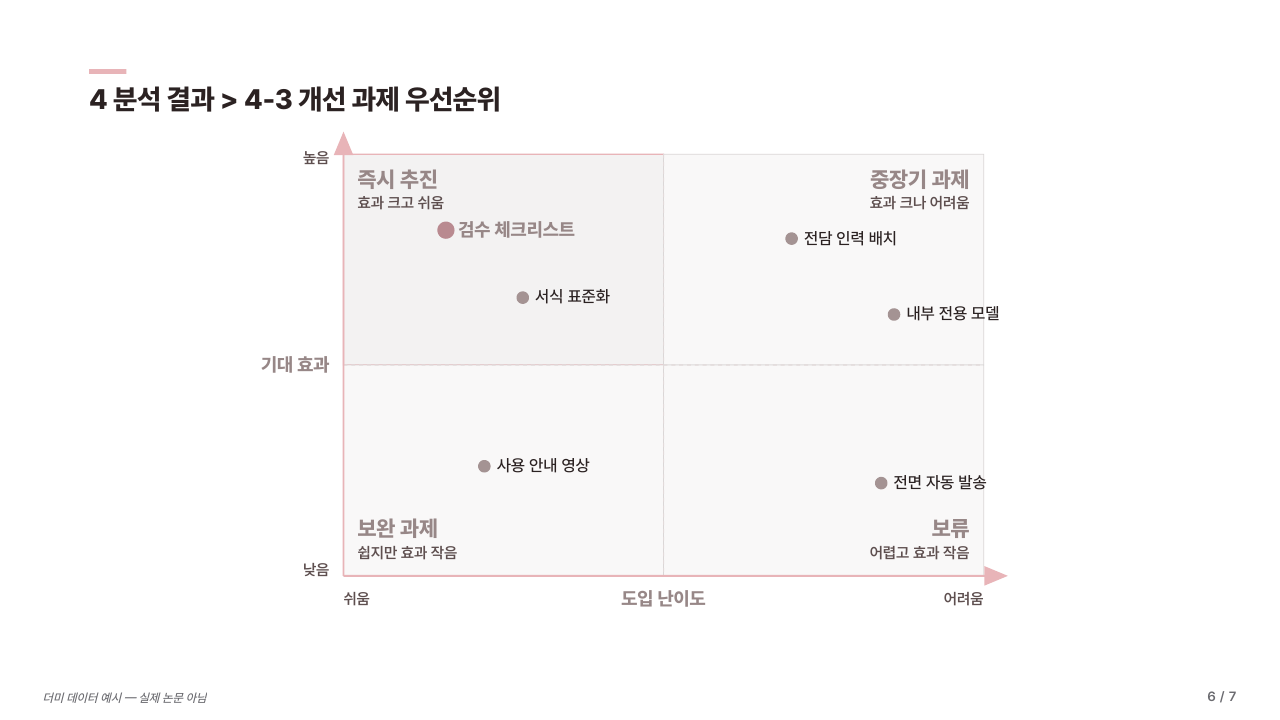 4 분석 결과 > 4-3 개선 과제 우선순위
높음
즉시 추진
효과 크고 쉬움
중장기 과제
효과 크나 어려움
검수 체크리스트
전담 인력 배치
서식 표준화
내부 전용 모델
기대 효과
사용 안내 영상
전면 자동 발송
보완 과제
쉽지만 효과 작음
보류
어렵고 효과 작음
낮음
쉬움
도입 난이도
어려움
더미 데이터 예시 — 실제 논문 아님
6 / 7